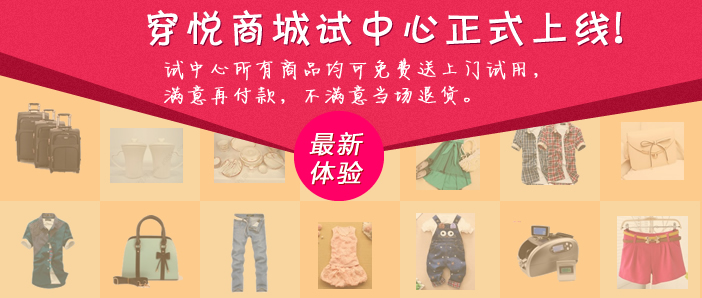 穿悦商城试中心正式上线!
试中心所有商品均可免费送上门试用，
满意再付款，不满意当场退货。
最新
体验